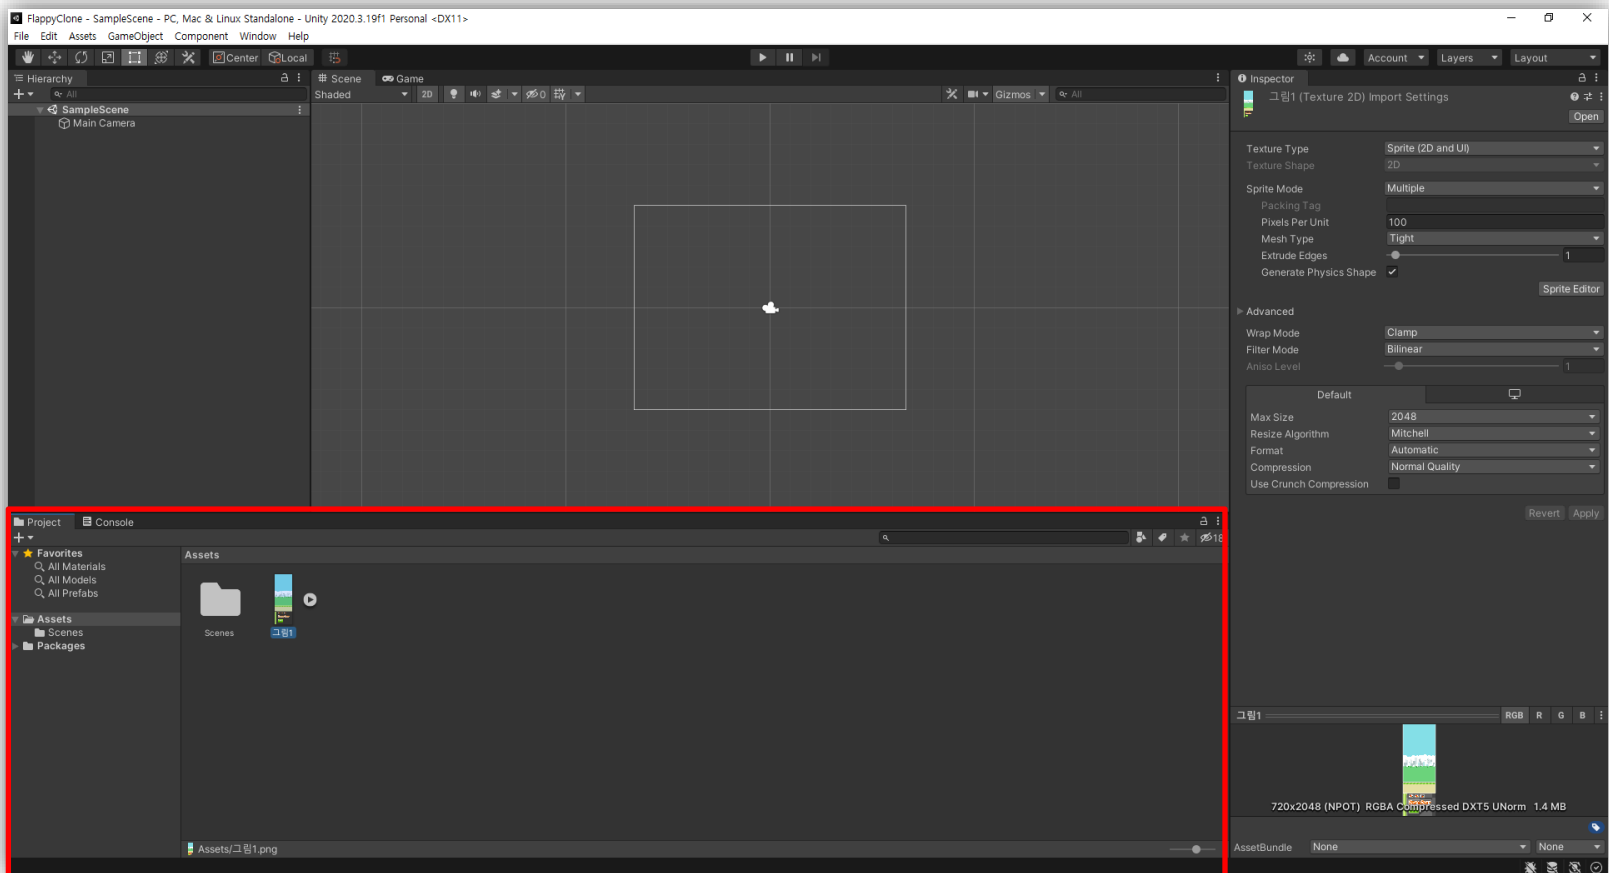 FlappyClone - SampleScene - PC, Mac & Linux Standalone - Unity 2020.3.19f1 Personal <DX11>
File Edit Assets GameObject Component Window Help
Center Local Account Layers Layout
Hierarchy
All
SampleScene
Main Camera
Scene Game
Shaded 2D 0 Gizmos All
Inspector
그림1 (Texture 2D) Import Settings
Open
Texture Type Sprite (2D and UI)
Texture Shape 2D
Sprite Mode Multiple
Packing Tag
Pixels Per Unit 100
Mesh Type Tight
Extrude Edges 1
Generate Physics Shape
Sprite Editor
Advanced
Wrap Mode Clamp
Filter Mode Bilinear
Aniso Level 1
Default
Max Size 2048
Resize Algorithm Mitchell
Format Automatic
Compression Normal Quality
Use Crunch Compression
Revert Apply
Project Console
18
Favorites
All Materials
All Models
All Prefabs
Assets
Scenes
Packages
Assets
Scenes 그림1
Assets/그림1.png
그림1 RGB R G B
720x2048 (NPOT) RGBA Compressed DXT5 UNorm 1.4 MB
AssetBundle None None